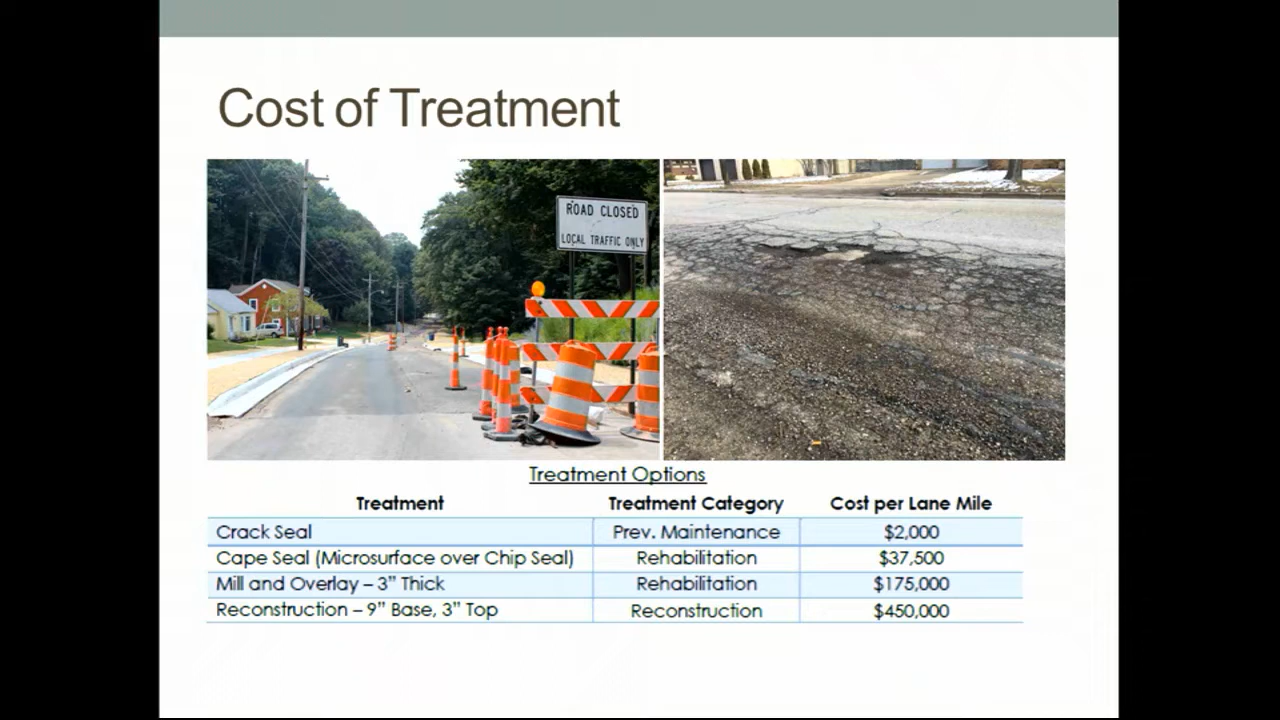 Cost of Treatment
ROAD CLOSED
LOCAL TRAFFIC ONLY
Treatment Options
Treatment Treatment Category Cost per Lane Mile
Crack Seal Prev. Maintenance $2,000
Cape Seal (Microsurface over Chip Seal) Rehabilitation $37,500
Mill and Overlay – 3” Thick Rehabilitation $175,000
Reconstruction – 9” Base, 3” Top Reconstruction $450,000